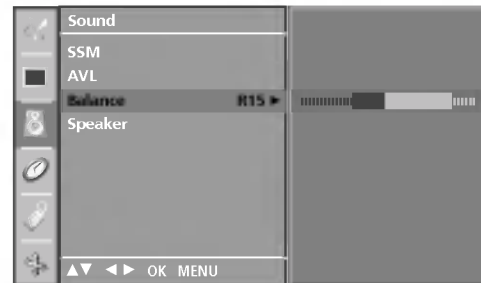 Sound
SSM
AVL
Balance R15 ►
Speaker
▲▼ ◄► OK MENU